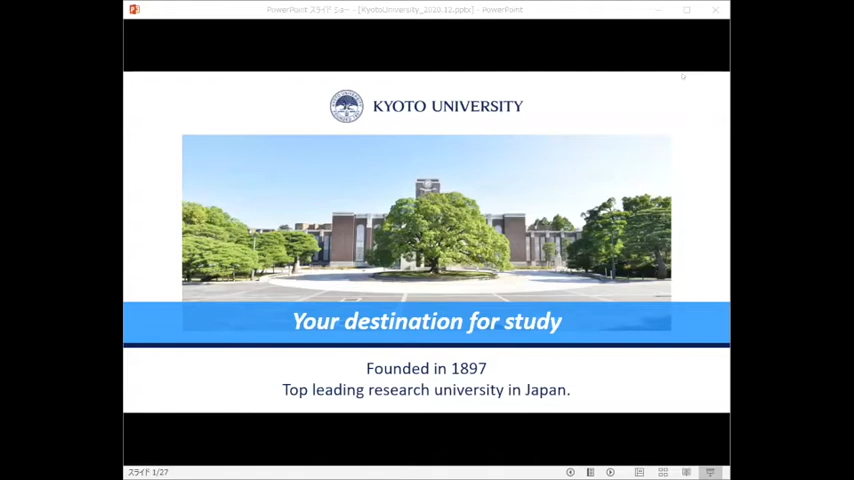 PowerPoint スライド ショー - [KyotoUniversity_2020.12.pptx] - PowerPoint
KYOTO UNIVERSITY
Your destination for study
Founded in 1897
Top leading research university in Japan.
スライド 1/27